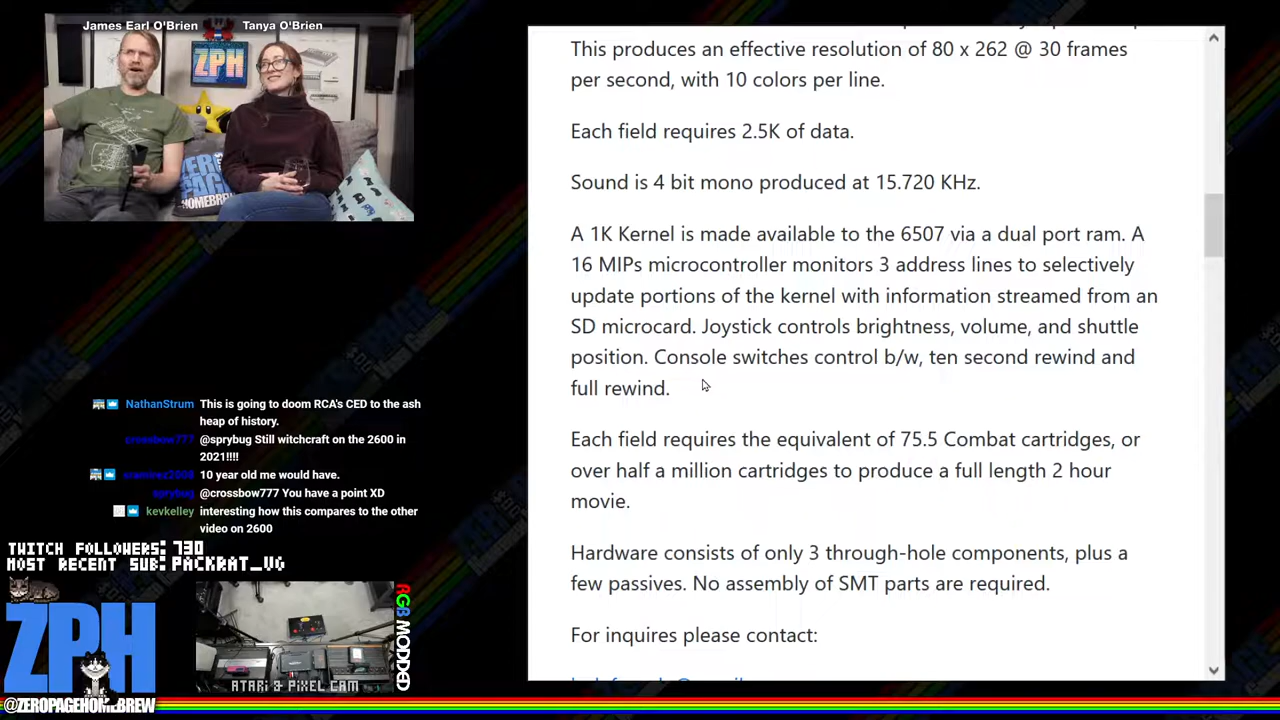 James Earl O'Brien
Tanya O'Brien
ZPH
This produces an effective resolution of 80 x 262 @ 30 frames
per second, with 10 colors per line.
Each field requires 2.5K of data.
Sound is 4 bit mono produced at 15.720 KHz.
A 1K Kernel is made available to the 6507 via a dual port ram. A
16 MIPs microcontroller monitors 3 address lines to selectively
update portions of the kernel with information streamed from an
SD microcard. Joystick controls brightness, volume, and shuttle
position. Console switches control b/w, ten second rewind and
full rewind.
Each field requires the equivalent of 75.5 Combat cartridges, or
over half a million cartridges to produce a full length 2 hour
movie.
Hardware consists of only 3 through-hole components, plus a
few passives. No assembly of SMT parts are required.
For inquires please contact:
NathanStrum This is going to doom RCA's CED to the ash
heap of history.
crossbow777 @sprybug Still witchcraft on the 2600 in
2021!!!!
10 year old me would have.
sprybug @crossbow777 You have a point XD
kevkelley interesting how this compares to the other
video on 2600
TWITCH FOLLOWERS: 730
MOST RECENT SUB: PACKRAT_VG
ZPH
@ZEROPAGEHOMEBREW
RGB MODDED
ATARI & PIXEL CAM